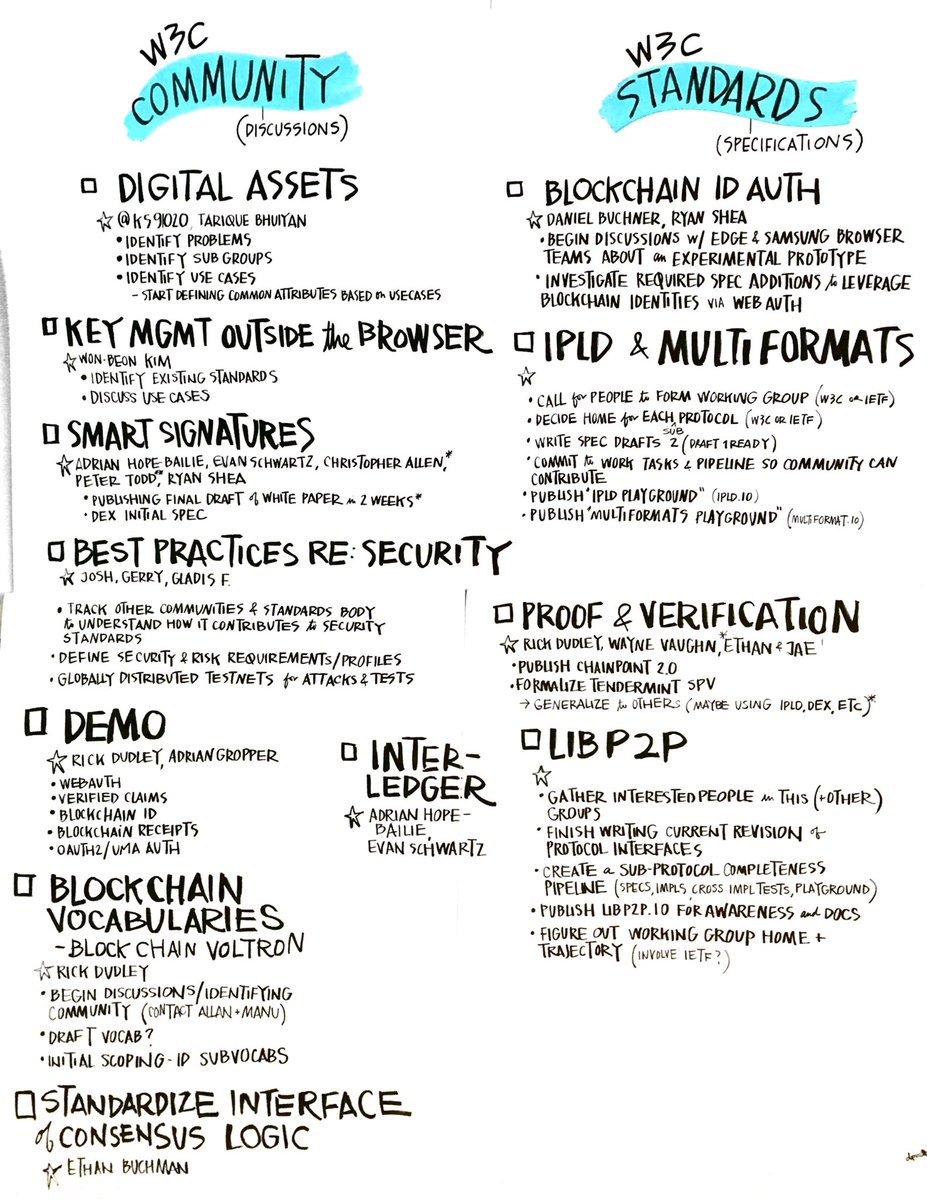 W3C
COMMUNITY
(DISCUSSIONS)
□ DIGITAL ASSETS
☆ @KS91020, TARIQUE BHUIYAN
• IDENTIFY PROBLEMS
• IDENTIFY SUB GROUPS
• IDENTIFY USE CASES
– START DEFINING COMMON ATTRIBUTES BASED on USECASES
□ KEY MGMT OUTSIDE the BROWSER
☆ WON-BEON KIM
• IDENTIFY EXISTING STANDARDS
• DISCUSS USE CASES
□ SMART SIGNATURES
☆ ADRIAN HOPE-BAILIE, EVAN SCHWARTZ, CHRISTOPHER ALLEN,*
PETER TODD,* RYAN SHEA
• PUBLISHING FINAL DRAFT of WHITE PAPER in 2 WEEKS*
• DEX INITIAL SPEC
□ BEST PRACTICES RE: SECURITY
☆ JOSH, GERRY, GLADIS F.
• TRACK OTHER COMMUNITIES & STANDARDS BODY
to UNDERSTAND HOW IT CONTRIBUTES to SECURITY
STANDARDS
• DEFINE SECURITY & RISK REQUIREMENTS/PROFILES
• GLOBALLY DISTRIBUTED TESTNETS for ATTACKS & TESTS
□ DEMO
☆ RICK DUDLEY, ADRIAN GROPPER
• WEBAUTH
• VERIFIED CLAIMS
• BLOCKCHAIN ID
• BLOCKCHAIN RECEIPTS
• OAUTH2/UMA AUTH
□ INTER-
LEDGER
☆ ADRIAN HOPE-
BAILIE,
EVAN SCHWARTZ
□ BLOCKCHAIN
VOCABULARIES
– BLOCK CHAIN VOLTRON
☆ RICK DUDLEY
• BEGIN DISCUSSIONS/IDENTIFYING
COMMUNITY (CONTACT ALLAN + MANU)
• DRAFT VOCAB?
• INITIAL SCOPING - ID SUBVOCABS
□ STANDARDIZE INTERFACE
of CONSENSUS LOGIC
☆ ETHAN BUCHMAN
W3C
STANDARDS
(SPECIFICATIONS)
□ BLOCKCHAIN ID AUTH
☆ DANIEL BUCHNER, RYAN SHEA
• BEGIN DISCUSSIONS w/ EDGE & SAMSUNG BROWSER
TEAMS ABOUT an EXPERIMENTAL PROTOTYPE
• INVESTIGATE REQUIRED SPEC ADDITIONS to LEVERAGE
BLOCKCHAIN IDENTITIES VIA WEB AUTH
□ IPLD & MULTIFORMATS
☆
• CALL for PEOPLE to FORM WORKING GROUP (W3C OR IETF)
• DECIDE HOME for EACH SUB PROTOCOL (W3C OR IETF)
• WRITE SPEC DRAFTS 2 (DRAFT 1 READY)
• COMMIT to WORK TASKS & PIPELINE SO COMMUNITY CAN
CONTRIBUTE
• PUBLISH "IPLD PLAYGROUND" (IPLD.IO)
• PUBLISH "MULTIFORMATS PLAYGROUND" (MULTIFORMAT.IO)
□ PROOF & VERIFICATION
☆ RICK DUDLEY, WAYNE VAUGHN,* ETHAN & JAE
• PUBLISH CHAINPOINT 2.0
• FORMALIZE TENDERMINT SPV
→ GENERALIZE to OTHERS (MAYBE USING IPLD, DEX, ETC)*
□ LIBP2P
☆
• GATHER INTERESTED PEOPLE in THIS (+OTHER)
GROUPS
• FINISH WRITING CURRENT REVISION of
PROTOCOL INTERFACES
• CREATE a SUB-PROTOCOL COMPLETENESS
PIPELINE (SPECS, IMPLS, CROSS IMPL TESTS, PLAYGROUND)
• PUBLISH LIBP2P.IO FOR AWARENESS and DOCS
• FIGURE OUT WORKING GROUP HOME +
TRAJECTORY (INVOLVE IETF?)